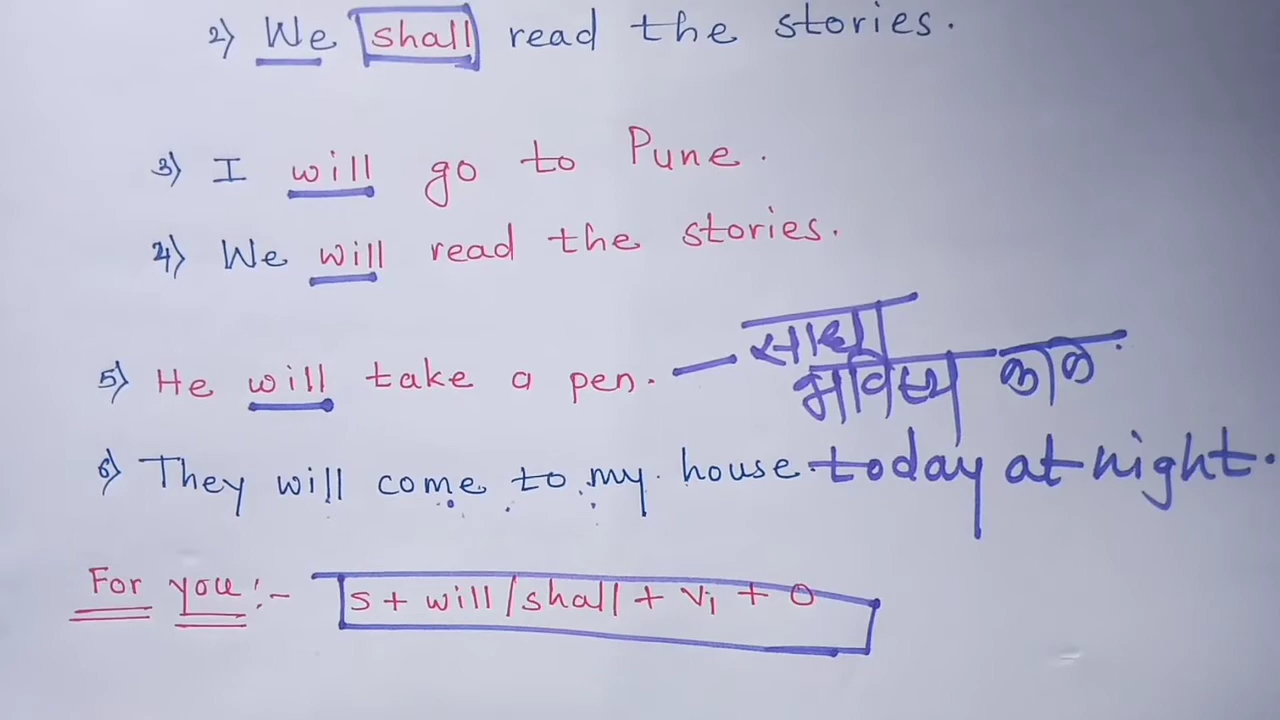 2) We shall read the stories.
3) I will go to Pune.
4) We will read the stories.
5) He will take a pen. — साधा
भविष्य काळ
6) They will come to my house today at night.
For you :- S + will/shall + V1 + O